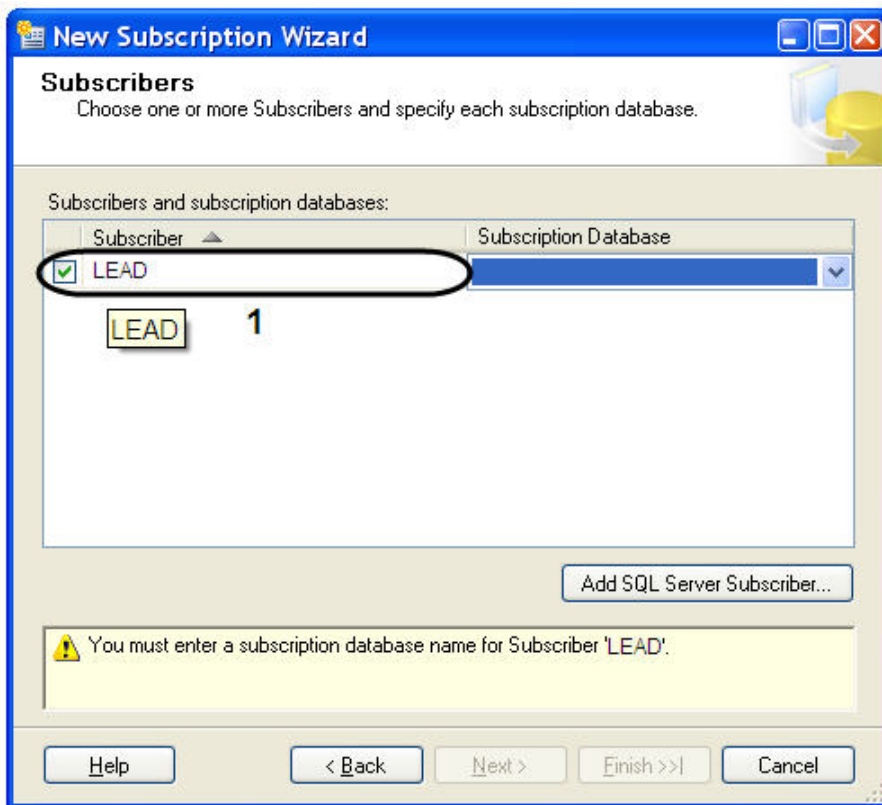 New Subscription Wizard
Subscribers
Choose one or more Subscribers and specify each subscription database.
Subscribers and subscription databases:
Subscriber Subscription Database
LEAD
LEAD 1
Add SQL Server Subscriber...
You must enter a subscription database name for Subscriber 'LEAD'.
Help < Back Next > Finish >>| Cancel